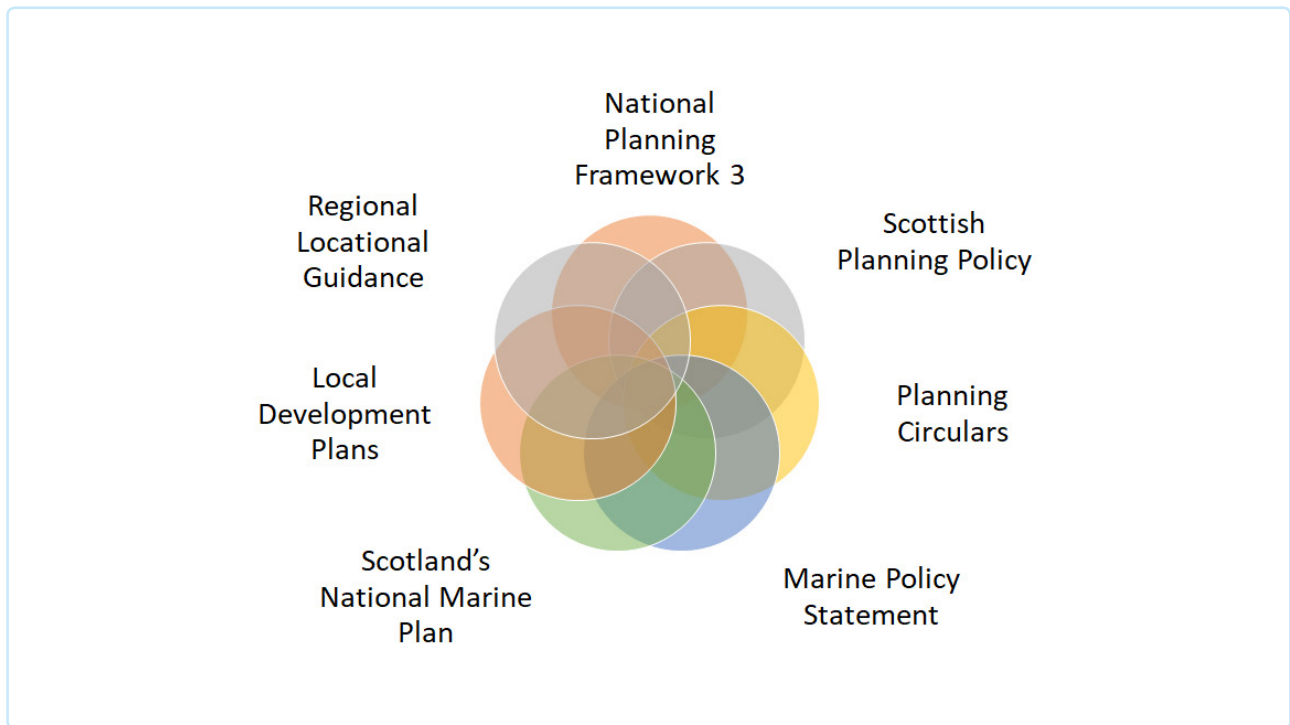 National
Planning
Framework 3
Regional
Locational
Guidance
Scottish
Planning Policy
Local
Development
Plans
Planning
Circulars
Scotland’s
National Marine
Plan
Marine Policy
Statement